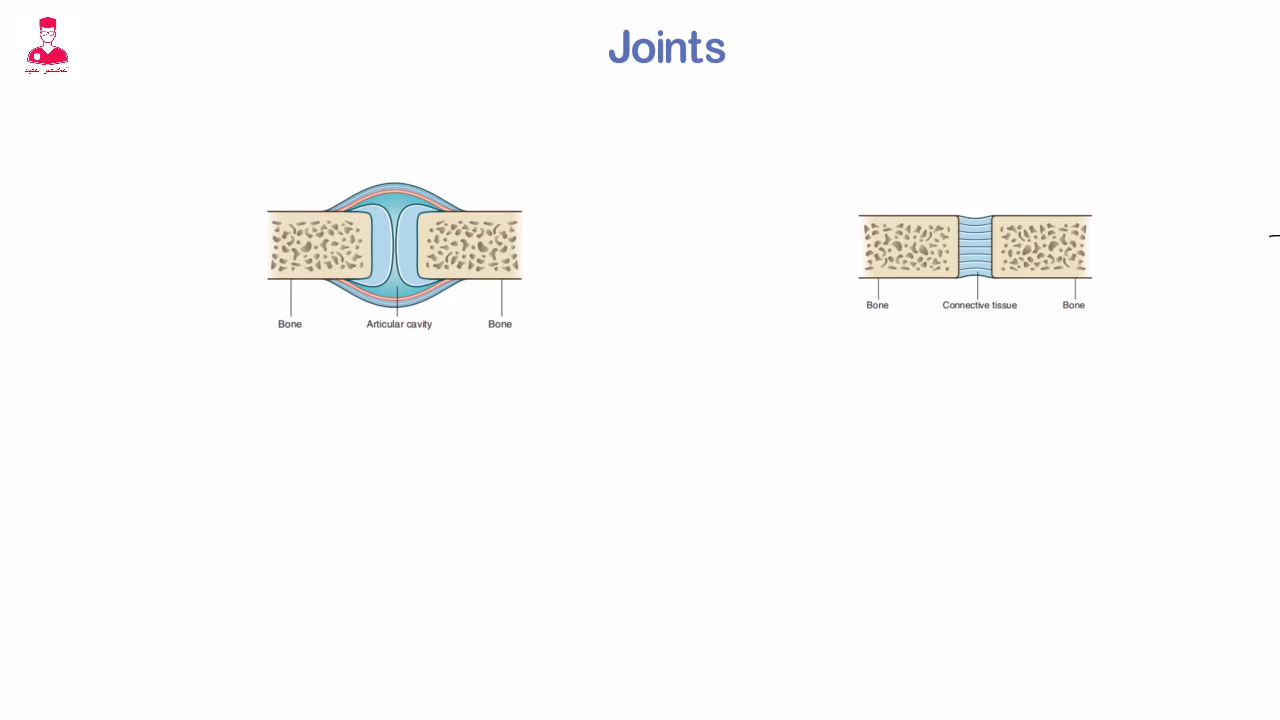 Joints
Bone
Articular cavity
Bone
Bone
Connective tissue
Bone